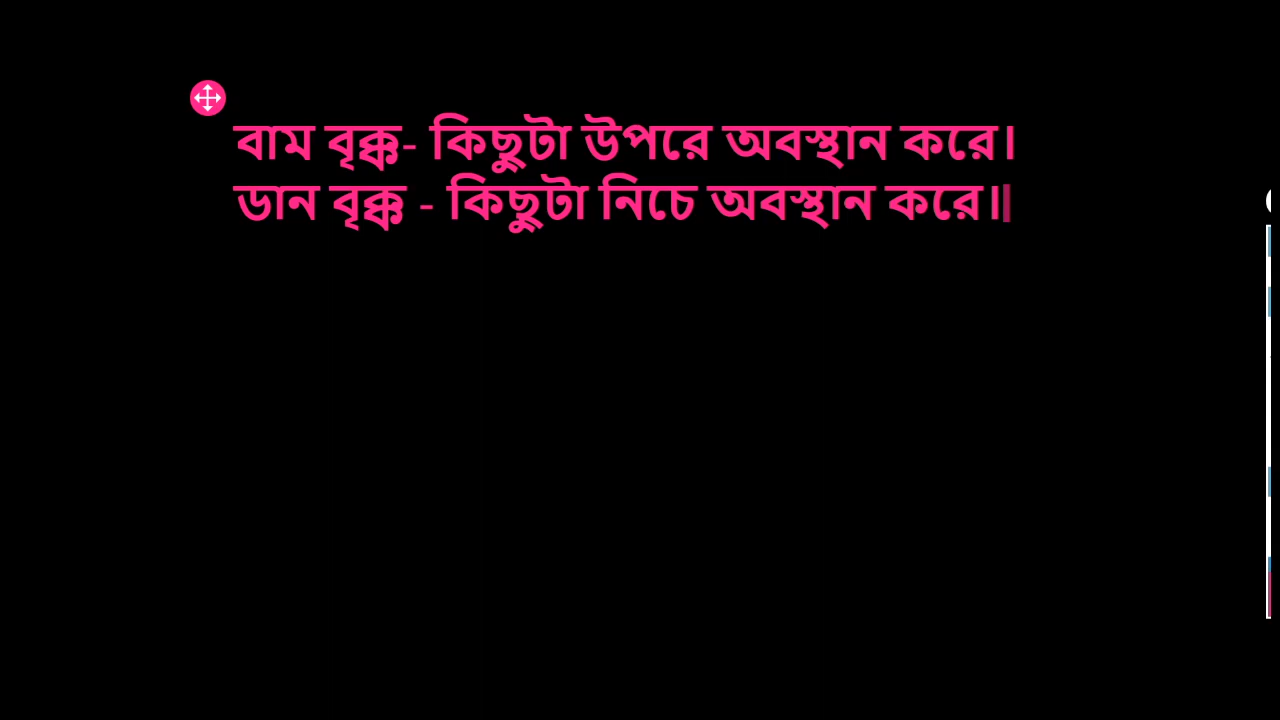 বাম বৃক্ক- কিছুটা উপরে অবস্থান করে।
ডান বৃক্ক - কিছুটা নিচে অবস্থান করে।